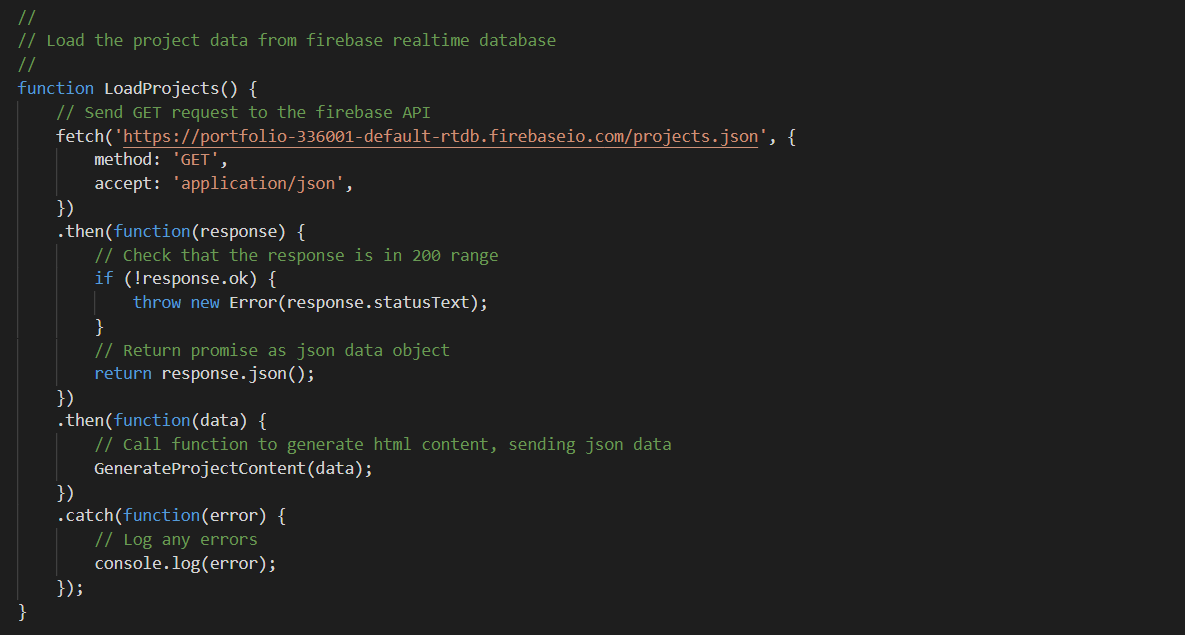 //
// Load the project data from firebase realtime database
//
function LoadProjects() {
    // Send GET request to the firebase API
    fetch('https://portfolio-336001-default-rtdb.firebaseio.com/projects.json', {
        method: 'GET',
        accept: 'application/json',
    })
    .then(function(response) {
        // Check that the response is in 200 range
        if (!response.ok) {
            throw new Error(response.statusText);
        }
        // Return promise as json data object
        return response.json();
    })
    .then(function(data) {
        // Call function to generate html content, sending json data
        GenerateProjectContent(data);
    })
    .catch(function(error) {
        // Log any errors
        console.log(error);
    });
}